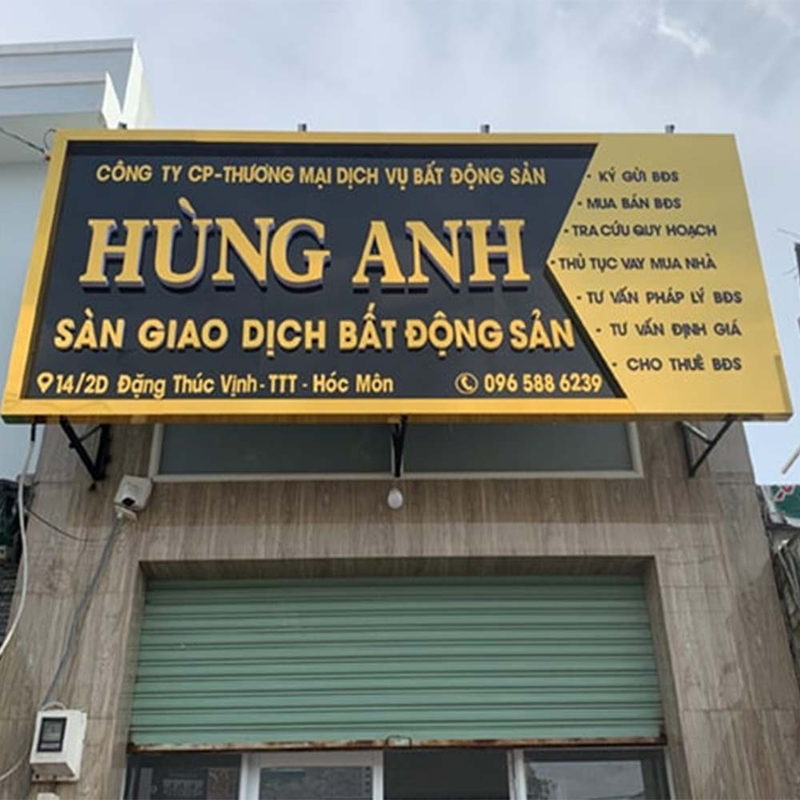 CÔNG TY CP-THƯƠNG MẠI DỊCH VỤ BẤT ĐỘNG SẢN
HÙNG ANH
SÀN GIAO DỊCH BẤT ĐỘNG SẢN
14/2D Đặng Thúc Vịnh - TTT - Hóc Môn
096 588 6239
• KÝ GỬI BĐS
• MUA BÁN BĐS
• TRA CỨU QUY HOẠCH
• THỦ TỤC VAY MUA NHÀ
• TƯ VẤN PHÁP LÝ BĐS
• TƯ VẤN ĐỊNH GIÁ
• CHO THUÊ BĐS